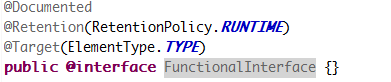 @Documented
@Retention(RetentionPolicy.RUNTIME)
@Target(ElementType.TYPE)
public @interface FunctionalInterface {}